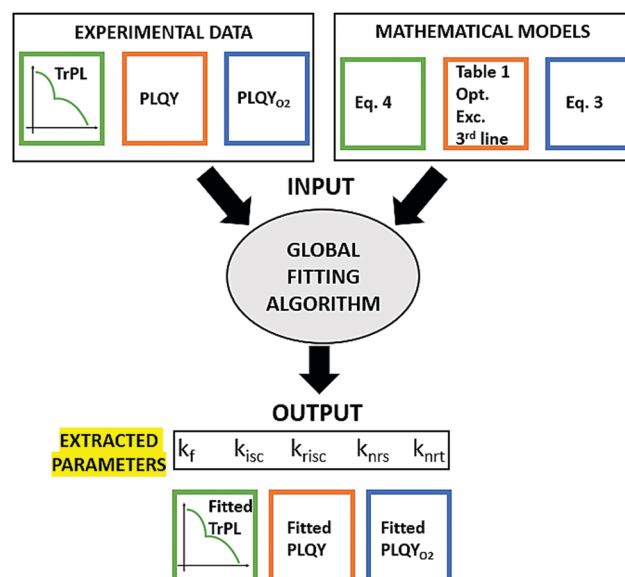 EXPERIMENTAL DATA
TrPL
PLQY
PLQYO2
MATHEMATICAL MODELS
Eq. 4
Table 1
Opt.
Exc.
3rd line
Eq. 3
INPUT
GLOBAL
FITTING
ALGORITHM
OUTPUT
EXTRACTED
PARAMETERS
kf kisc krisc knrs knrt
Fitted
TrPL
Fitted
PLQY
Fitted
PLQYO2